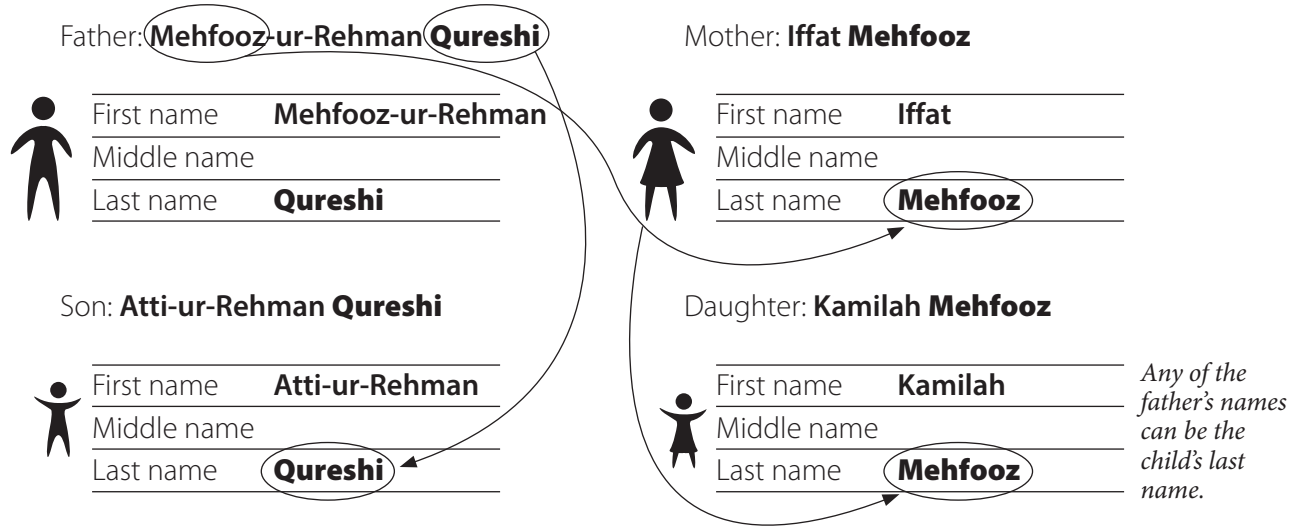 Father: Mehfooz-ur-Rehman Qureshi
First name Mehfooz-ur-Rehman
Middle name
Last name Qureshi
Mother: Iffat Mehfooz
First name Iffat
Middle name
Last name Mehfooz
Son: Atti-ur-Rehman Qureshi
First name Atti-ur-Rehman
Middle name
Last name Qureshi
Daughter: Kamilah Mehfooz
First name Kamilah
Middle name
Last name Mehfooz
Any of the
father's names
can be the
child's last
name.